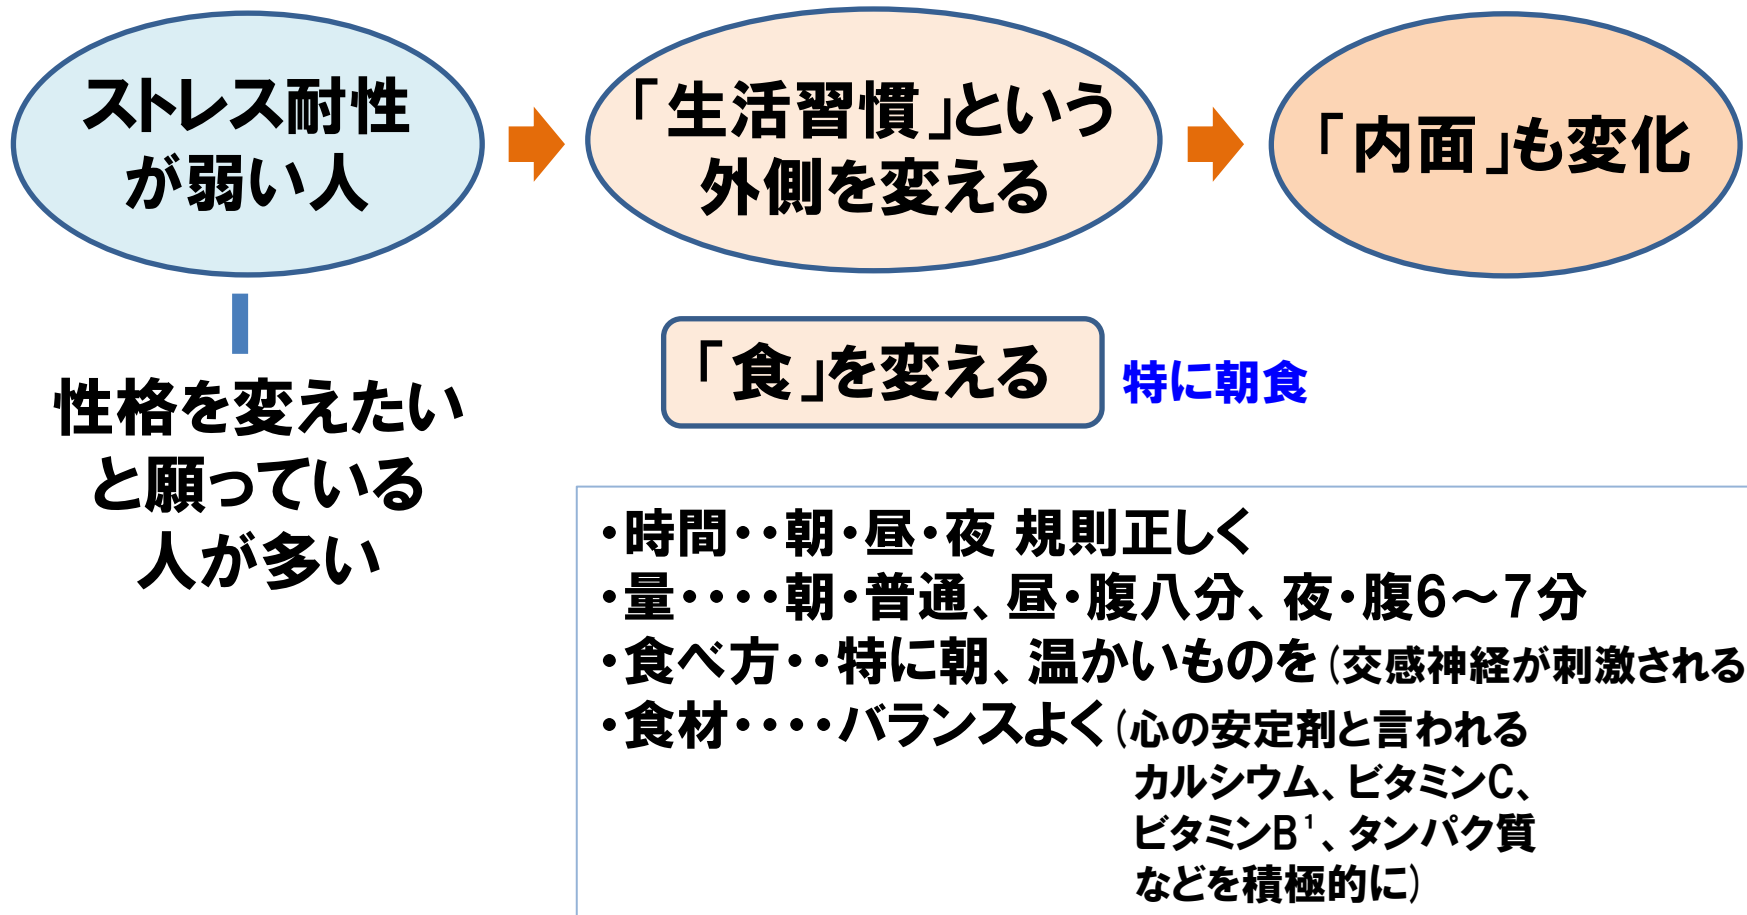 ストレス耐性
が弱い人
「生活習慣」という
外側を変える
「内面」も変化
性格を変えたい
と願っている
人が多い
「食」を変える
特に朝食
・時間・・朝・昼・夜 規則正しく
・量・・・・朝・普通、昼・腹八分、夜・腹6~7分
・食べ方・・特に朝、温かいものを(交感神経が刺激される
・食材・・・・バランスよく(心の安定剤と言われる
カルシウム、ビタミンC、
ビタミンB¹、タンパク質
などを積極的に)